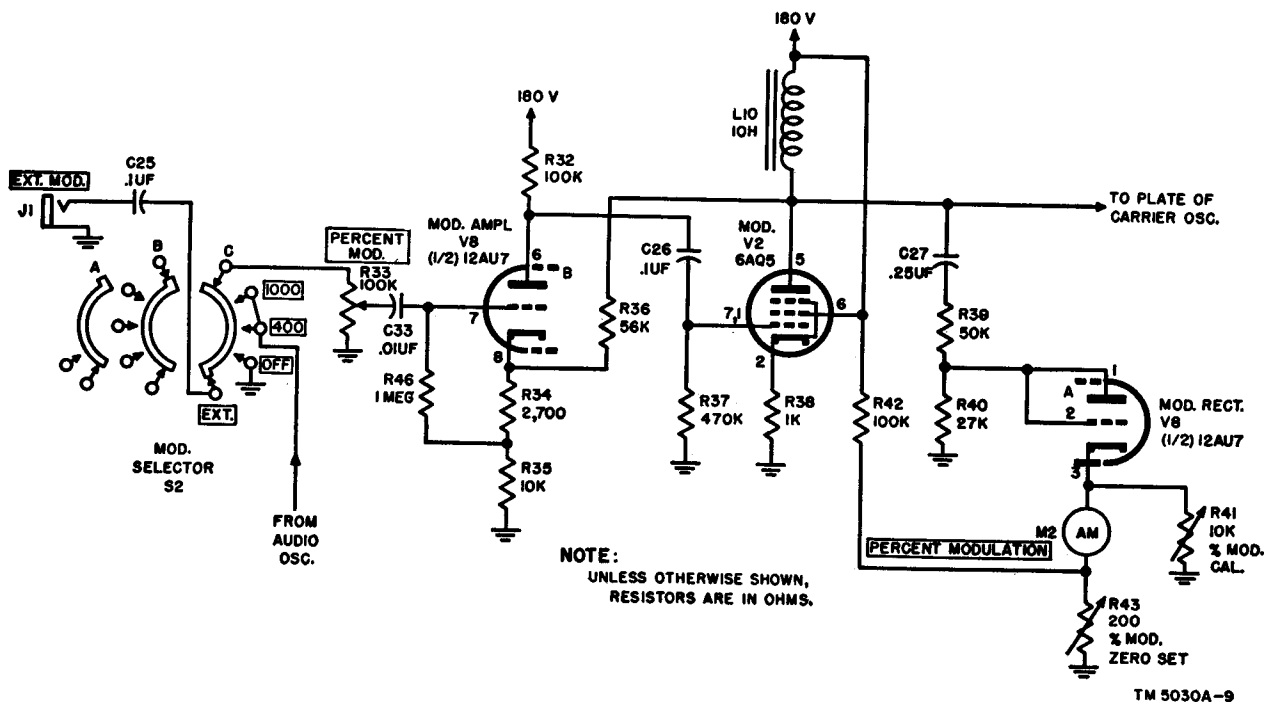 180 V
180 V
L10
10H
R32
100K
C25
.1UF
EXT. MOD.
J1
TO PLATE OF
CARRIER OSC.
MOD. AMPL
V8
(1/2) 12AU7
6
B
7
8
C26
.1UF
MOD.
V2
6AQ5
5
6
7,1
2
C27
.25UF
A
B
C
PERCENT
MOD.
R33
100K
1000
400
OFF
EXT.
C33
.01UF
R36
56K
R39
50K
R46
1 MEG
R34
2,700
R37
470K
R38
1K
R42
100K
R40
27K
1
A
2
3
MOD. RECT.
V8
(1/2) 12AU7
MOD.
SELECTOR
S2
R35
10K
FROM
AUDIO
OSC.
M2
AM
PERCENT MODULATION
R41
10K
% MOD.
CAL.
NOTE:
UNLESS OTHERWISE SHOWN,
RESISTORS ARE IN OHMS.
R43
200
% MOD.
ZERO SET
TM 5030A-9